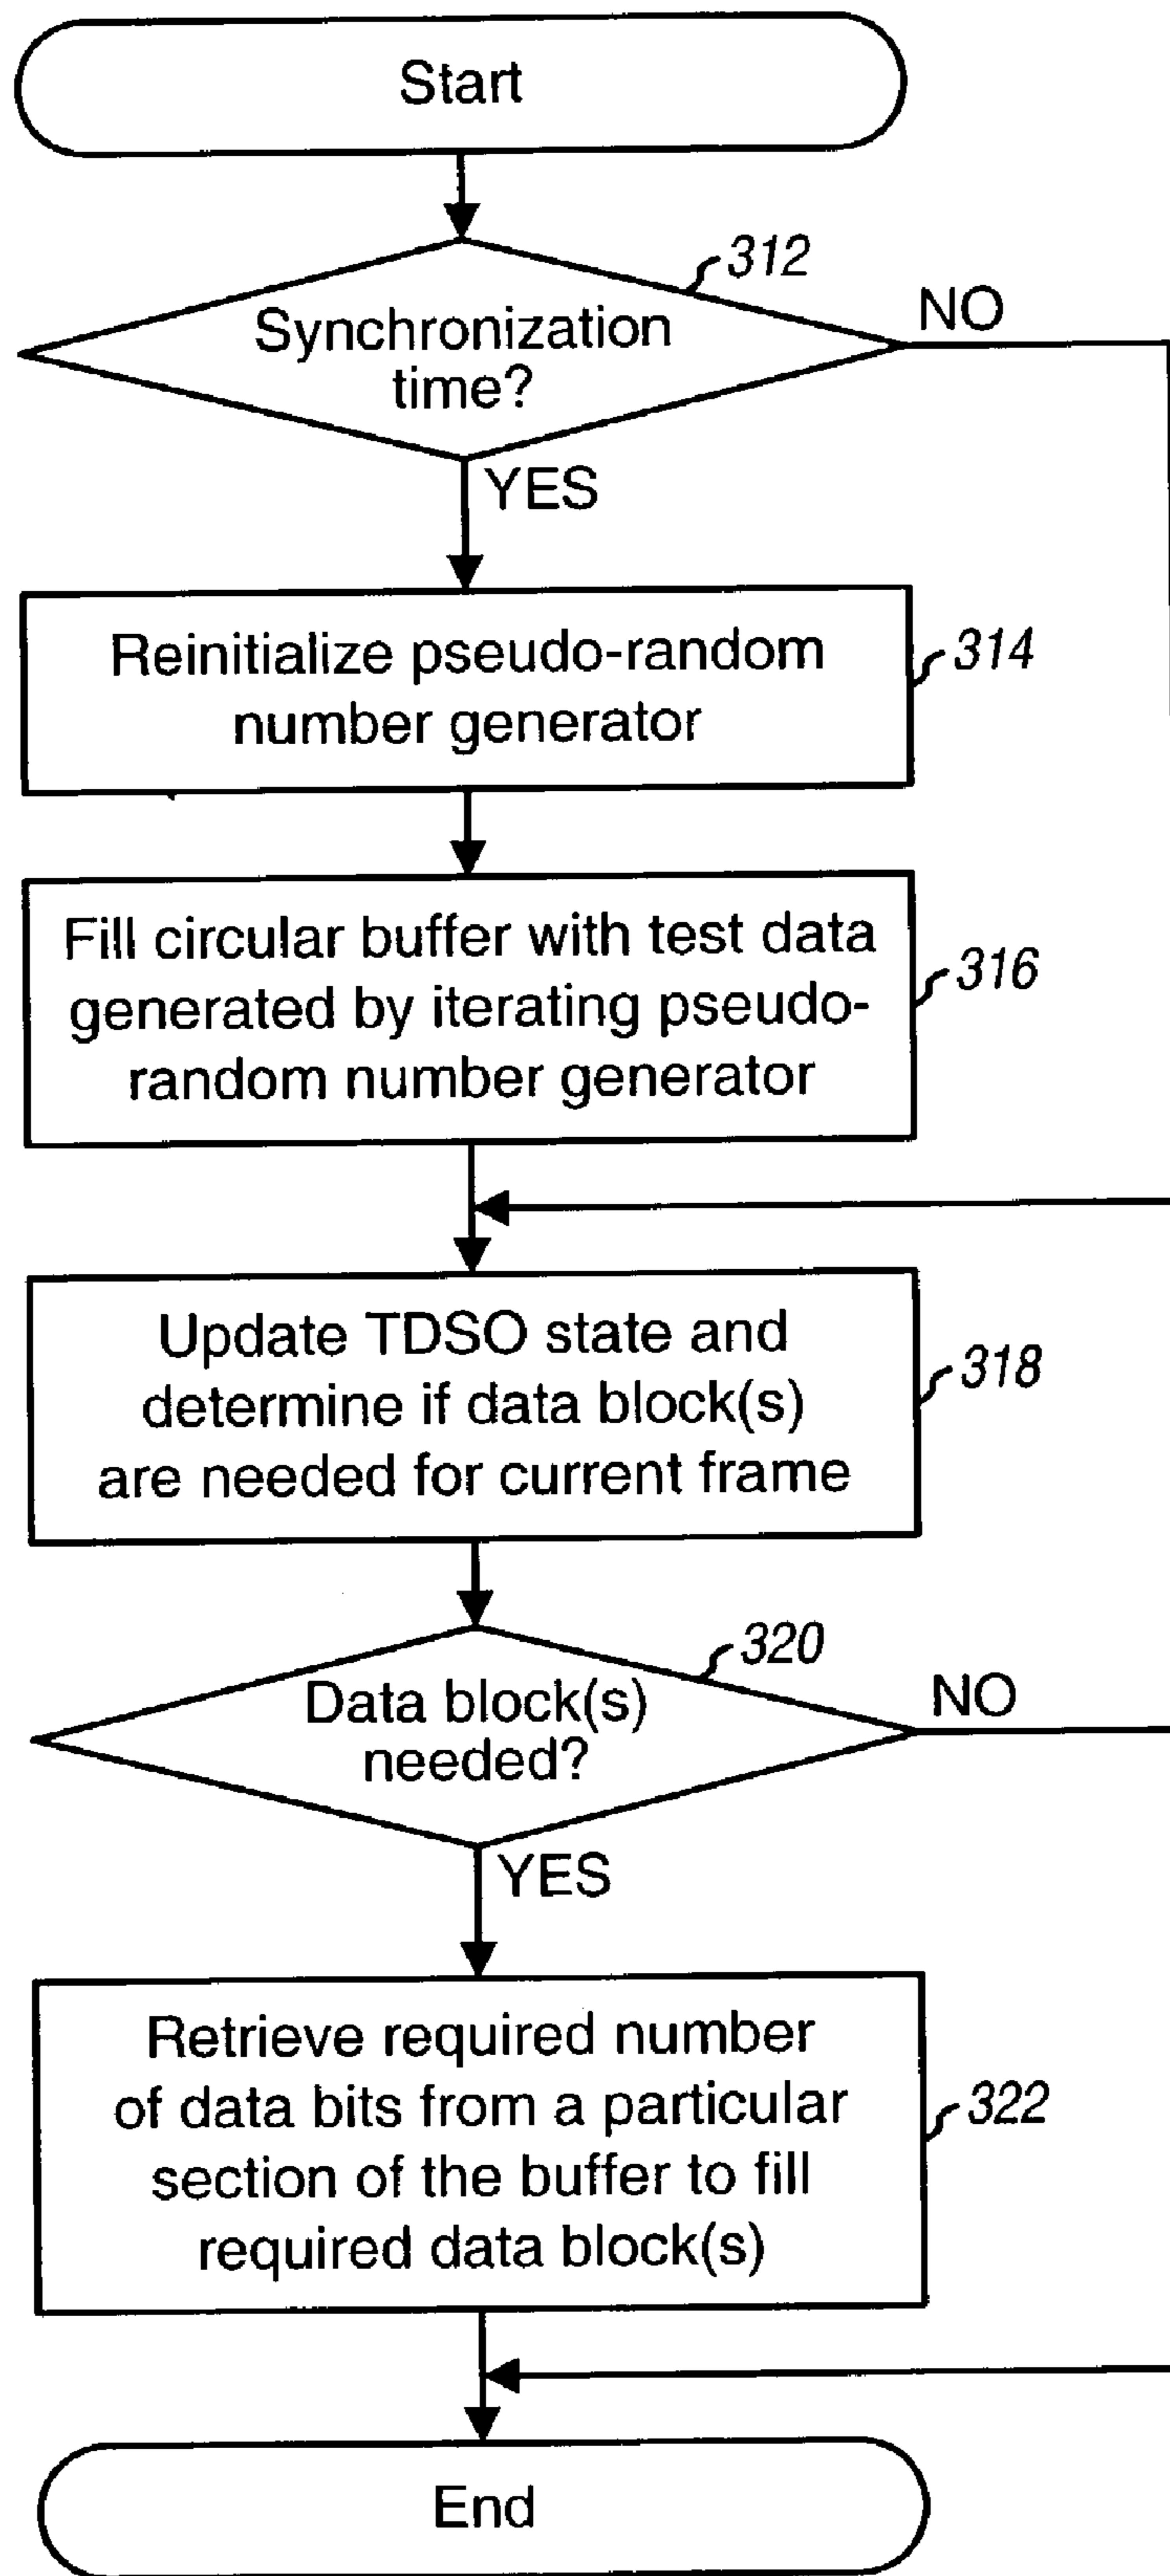 Start
312
Synchronization
time?
NO
YES
Reinitialize pseudo-random
number generator
314
Fill circular buffer with test data
generated by iterating pseudo-
random number generator
316
Update TDSO state and
determine if data block(s)
are needed for current frame
318
320
Data block(s)
needed?
NO
YES
Retrieve required number
of data bits from a particular
section of the buffer to fill
required data block(s)
322
End